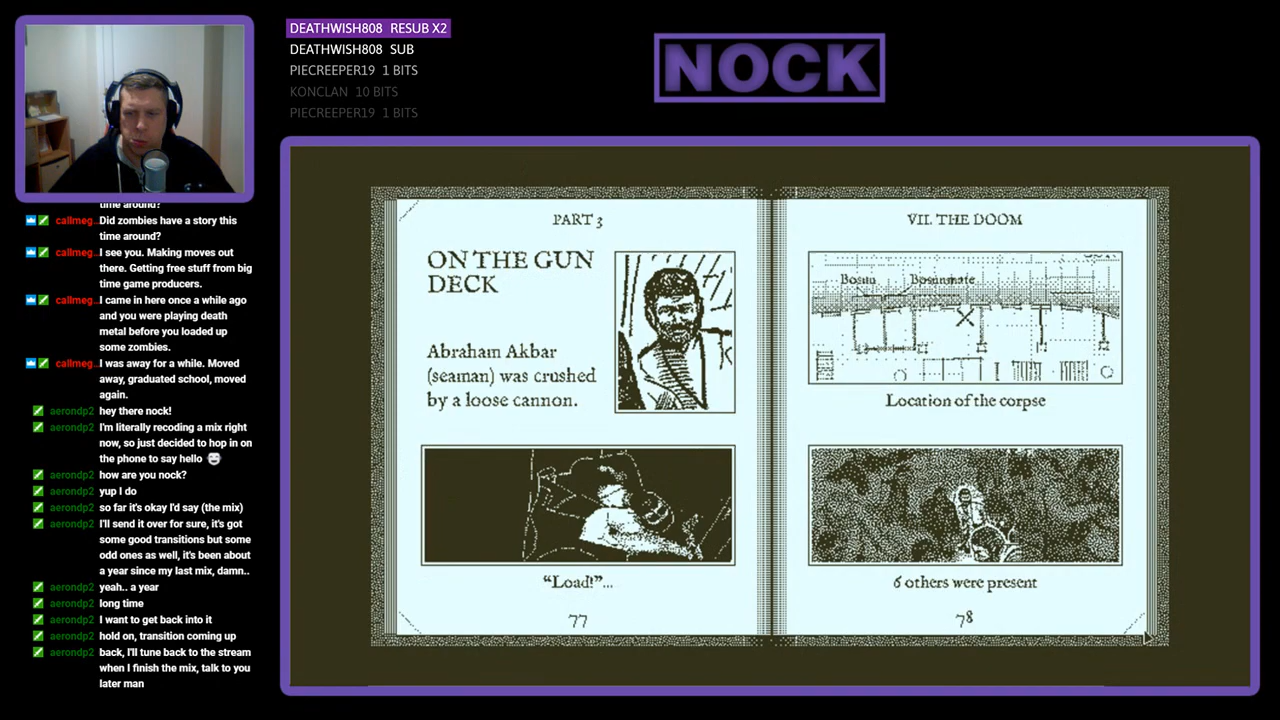 DEATHWISH808 RESUB X2
DEATHWISH808 SUB
PIECREEPER19 1 BITS
KONCLAN 10 BITS
PIECREEPER19 1 BITS
NOCK
time around?
callmeg... Did zombies have a story this
time around?
callmeg... I see you. Making moves out
there. Getting free stuff from big
time game producers.
callmeg... I came in here once a while ago
and you were playing death
metal before you loaded up
some zombies.
callmeg... I was away for a while. Moved
away, graduated school, moved
again.
aerondp2 hey there nock!
aerondp2 I'm literally recoding a mix right
now, so just decided to hop in on
the phone to say hello
aerondp2 how are you nock?
aerondp2 yup I do
aerondp2 so far it's okay I'd say (the mix)
aerondp2 I'll send it over for sure, it's got
some good transitions but some
odd ones as well, it's been about
a year since my last mix, damn..
aerondp2 yeah.. a year
aerondp2 long time
aerondp2 I want to get back into it
aerondp2 hold on, transition coming up
aerondp2 back, I'll tune back to the stream
when I finish the mix, talk to you
later man
PART 3
ON THE GUN
DECK
Abraham Akbar
(seaman) was crushed
by a loose cannon.
"Load!"...
77
VII. THE DOOM
Bosun Bosunmate
Location of the corpse
6 others were present
78